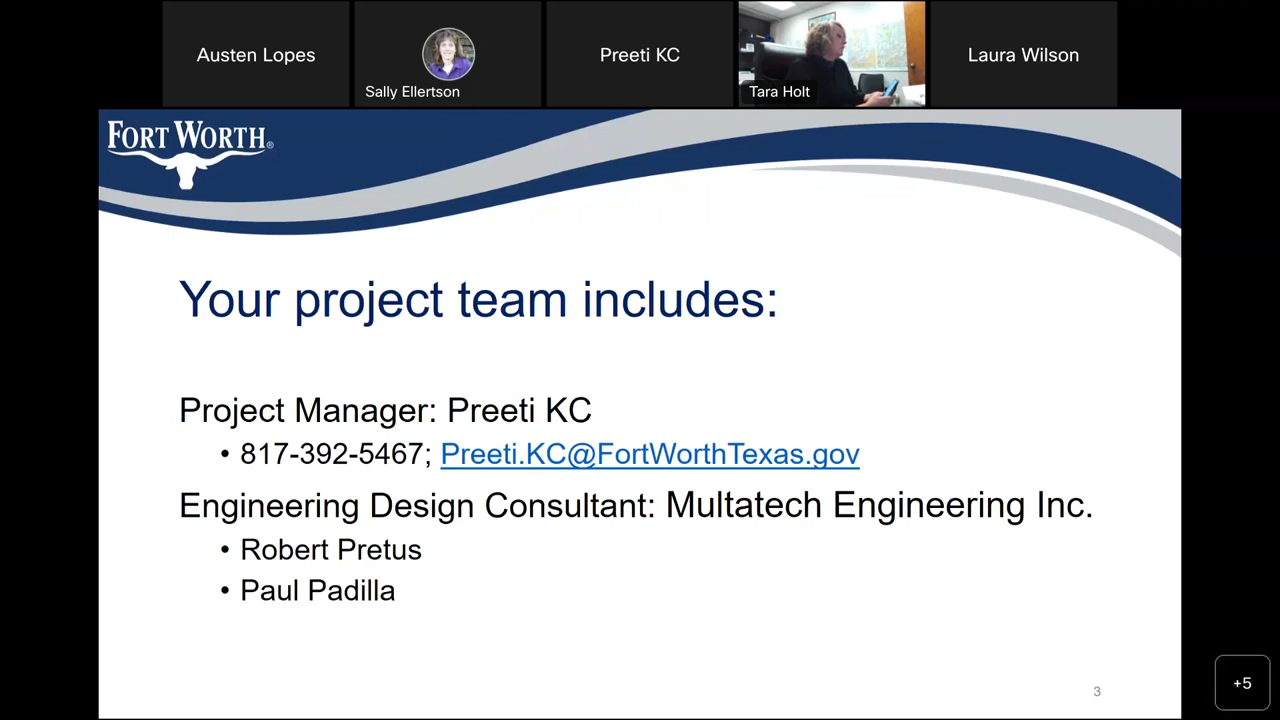 Austen Lopes
Sally Ellertson
Preeti KC
Tara Holt
Laura Wilson
FORT WORTH®
Your project team includes:
Project Manager: Preeti KC
• 817-392-5467; Preeti.KC@FortWorthTexas.gov
Engineering Design Consultant: Multatech Engineering Inc.
• Robert Pretus
• Paul Padilla
3
+5